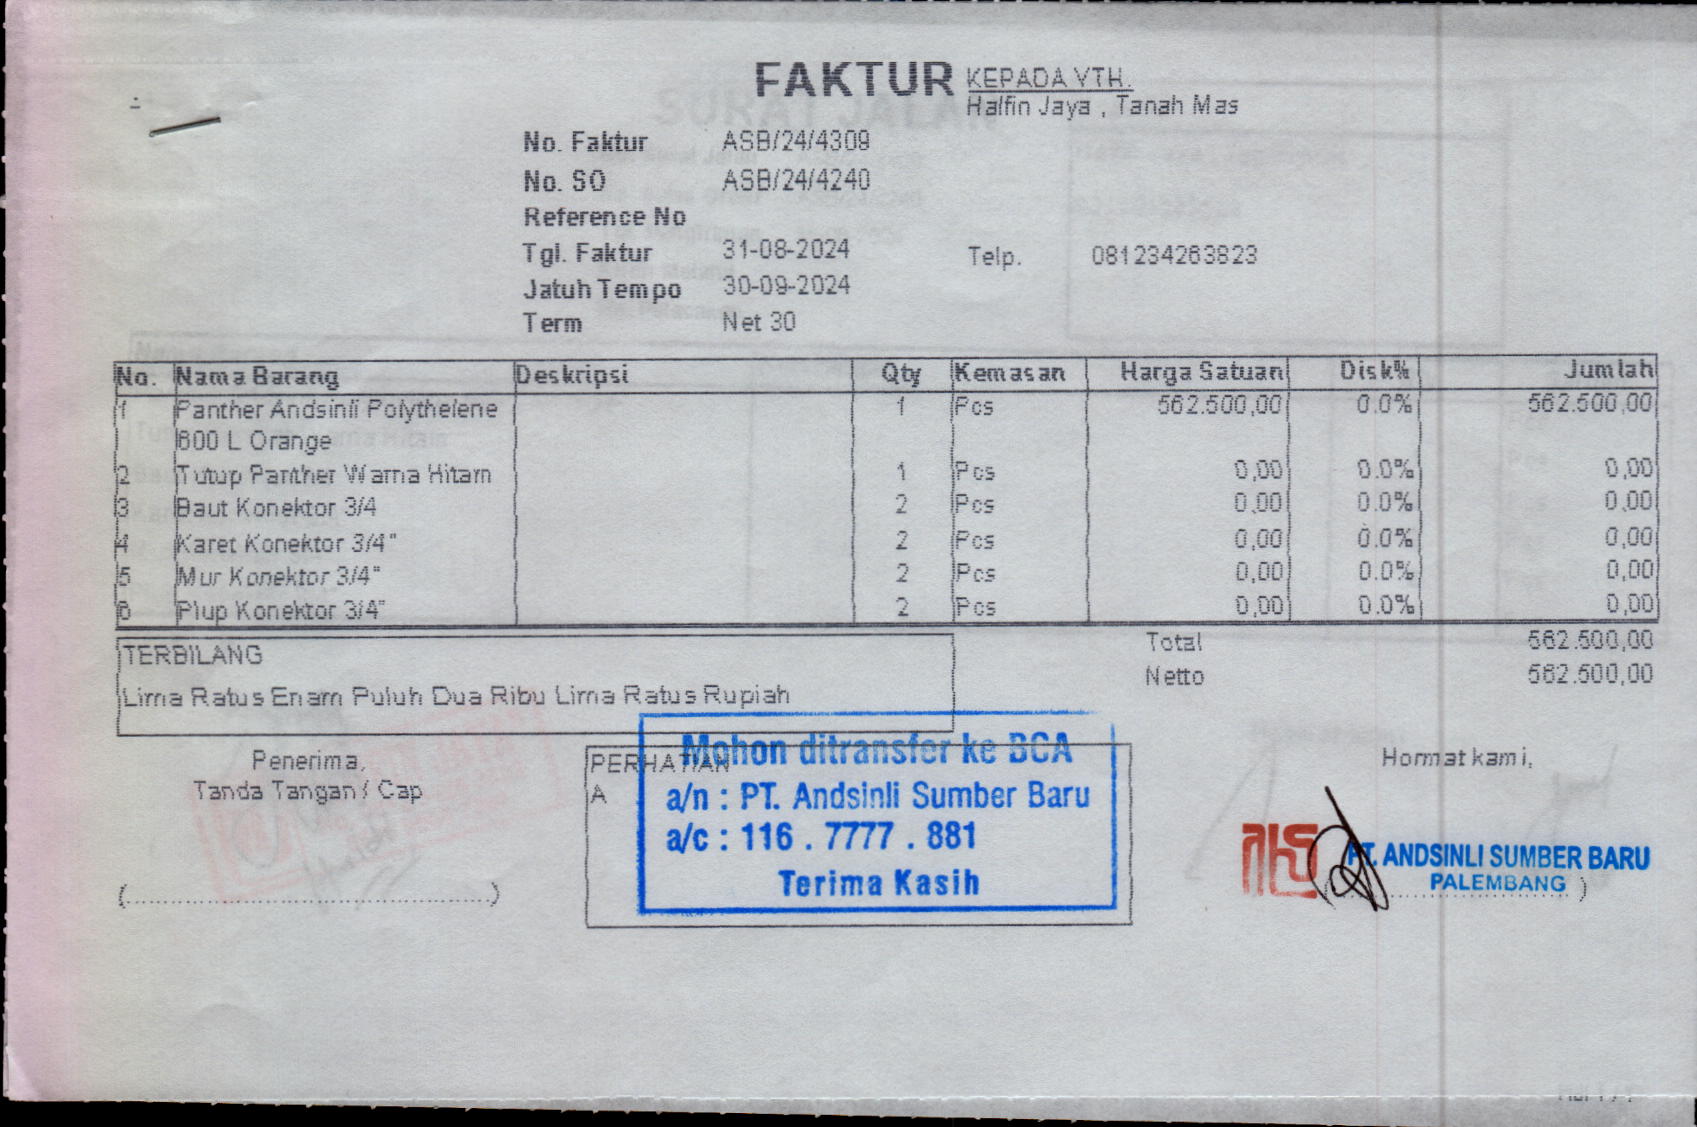 FAKTUR
KEPADA YTH.
Halfin Jaya , Tanah Mas
No. Faktur ASB/24/4309
No. SO ASB/24/4240
Reference No
Tgl. Faktur 31-08-2024 Telp. 081234263823
Jatuh Tempo 30-09-2024
Term Net 30
No. Nama Barang Deskripsi Qty Kemasan Harga Satuan Disk% Jumlah
1 Panther Andsinli Polythelene 1 Pcs 562.500,00 0.0% 562.500,00
600 L Orange
2 Tutup Panther Warna Hitam 1 Pcs 0,00 0.0% 0,00
3 Baut Konektor 3/4 2 Pcs 0,00 0.0% 0,00
4 Karet Konektor 3/4" 2 Pcs 0,00 0.0% 0,00
5 Mur Konektor 3/4" 2 Pcs 0,00 0.0% 0,00
6 Plup Konektor 3/4" 2 Pcs 0,00 0.0% 0,00
Total 562.500,00
Netto 562.500,00
TERBILANG
Lima Ratus Enam Puluh Dua Ribu Lima Ratus Rupiah
Penerima,
Tanda Tangan / Cap
(..................................................)
PERHATIAN
A
Mohon ditransfer ke BCA
a/n : PT. Andsinli Sumber Baru
a/c : 116 . 7777 . 881
Terima Kasih
Hormat kami,
PT. ANDSINLI SUMBER BARU
PALEMBANG